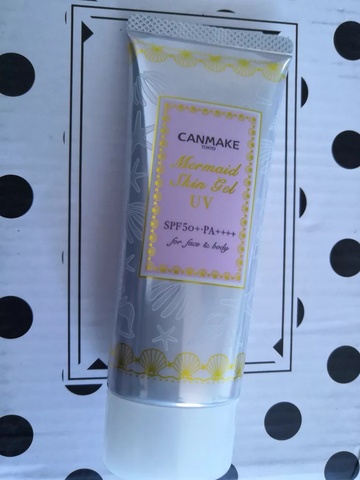 CANMAKE
TOKYO
Mermaid
Skin Gel
UV
SPF50+・PA++++
for face & body